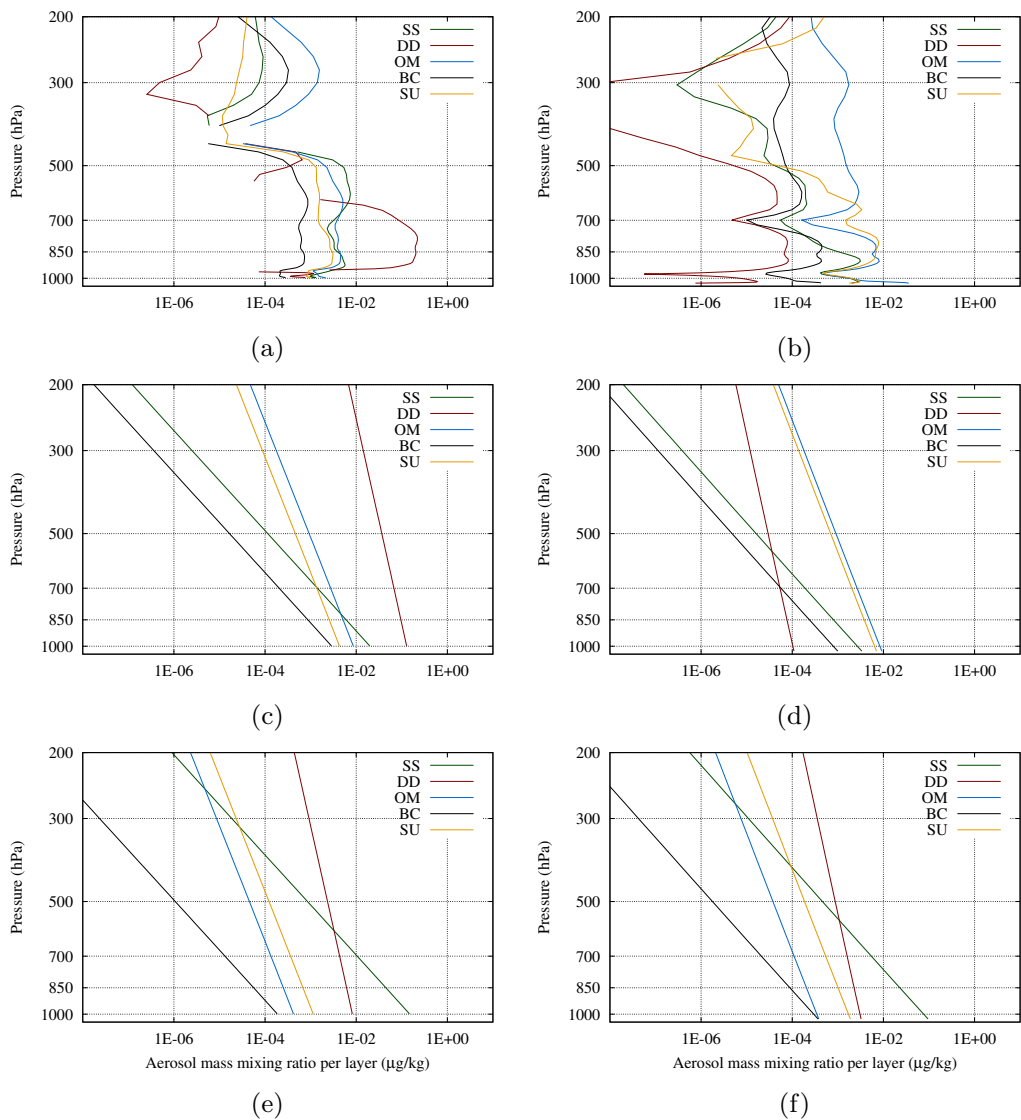 200
300
500
700
850
1000
Pressure (hPa)
1E-06 1E-04 1E-02 1E+00
SS
DD
OM
BC
SU
(a)
200
300
500
700
850
1000
Pressure (hPa)
1E-06 1E-04 1E-02 1E+00
SS
DD
OM
BC
SU
(b)
200
300
500
700
850
1000
Pressure (hPa)
1E-06 1E-04 1E-02 1E+00
SS
DD
OM
BC
SU
(c)
200
300
500
700
850
1000
Pressure (hPa)
1E-06 1E-04 1E-02 1E+00
SS
DD
OM
BC
SU
(d)
200
300
500
700
850
1000
Pressure (hPa)
1E-06 1E-04 1E-02 1E+00
Aerosol mass mixing ratio per layer (μg/kg)
SS
DD
OM
BC
SU
(e)
200
300
500
700
850
1000
Pressure (hPa)
1E-06 1E-04 1E-02 1E+00
Aerosol mass mixing ratio per layer (μg/kg)
SS
DD
OM
BC
SU
(f)